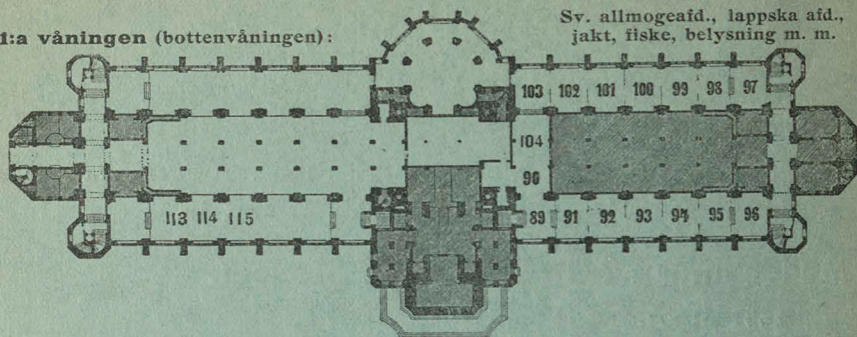 1:a våningen (bottenvåningen):
Sv. allmogeafd., lappska afd.,
jakt, fiske, belysning m. m.
103 102 101 100 99 98 97
104
90
113 114 115
89 91 92 93 94 95 96